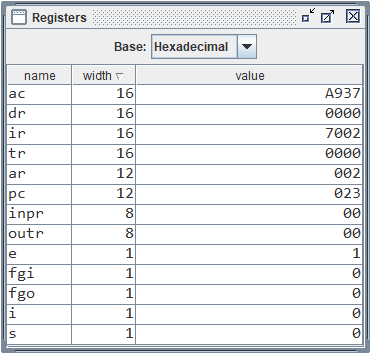 Registers
Base: Hexadecimal
name width value
ac 16 A937
dr 16 0000
ir 16 7002
tr 16 0000
ar 12 002
pc 12 023
inpr 8 00
outr 8 00
e 1 1
fgi 1 0
fgo 1 0
i 1 0
s 1 0